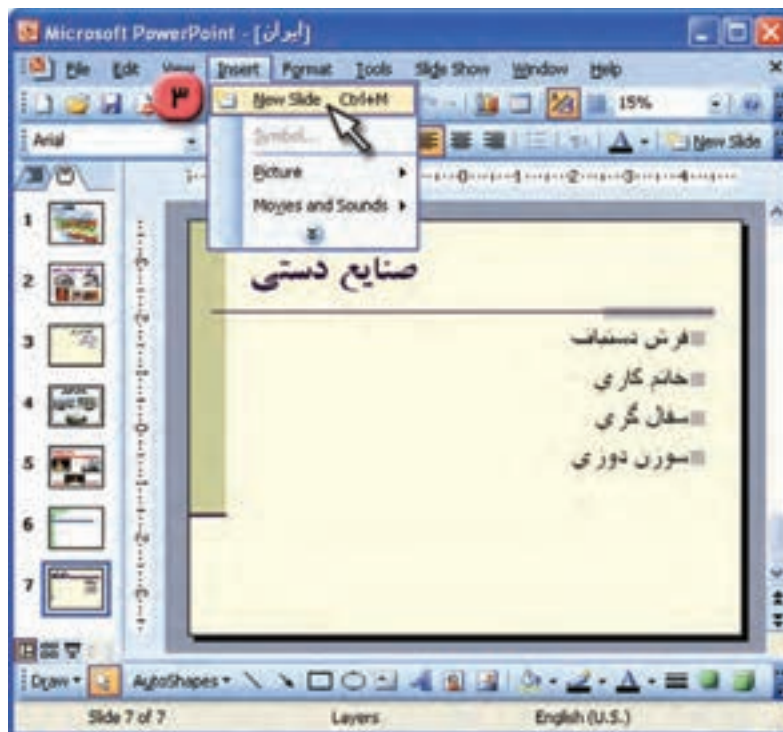 Microsoft PowerPoint - [ایران]
File Edit View Insert Format Tools Slide Show Window Help
۳
New Slide Ctrl+M
15%
Arial
Symbol...
New Slide
Picture
Movies and Sounds
1
2
3
4
5
6
7
صنایع دستی
فرش دستباف
خاتم کاری
سفال گری
سوزن دوزی
Draw AutoShapes
Slide 7 of 7 Layers English (U.S.)